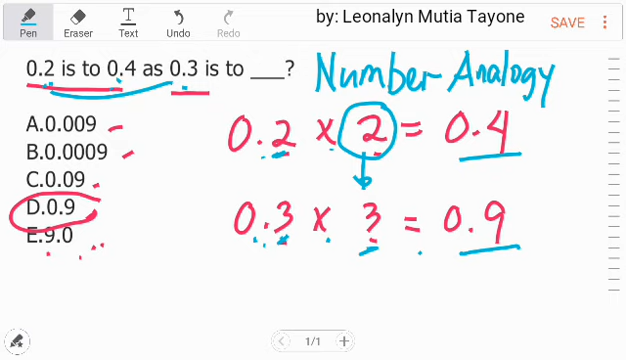 by: Leonalyn Mutia Tayone
Pen
Eraser
Text
Undo
Redo
SAVE
0.2 is to 0.4 as 0.3 is to ___?
Number Analogy
A.0.009
B.0.0009
C.0.09
D.0.9
E.9.0
0.2 x 2 = 0.4
0.3 x 3 = 0.9
1/1